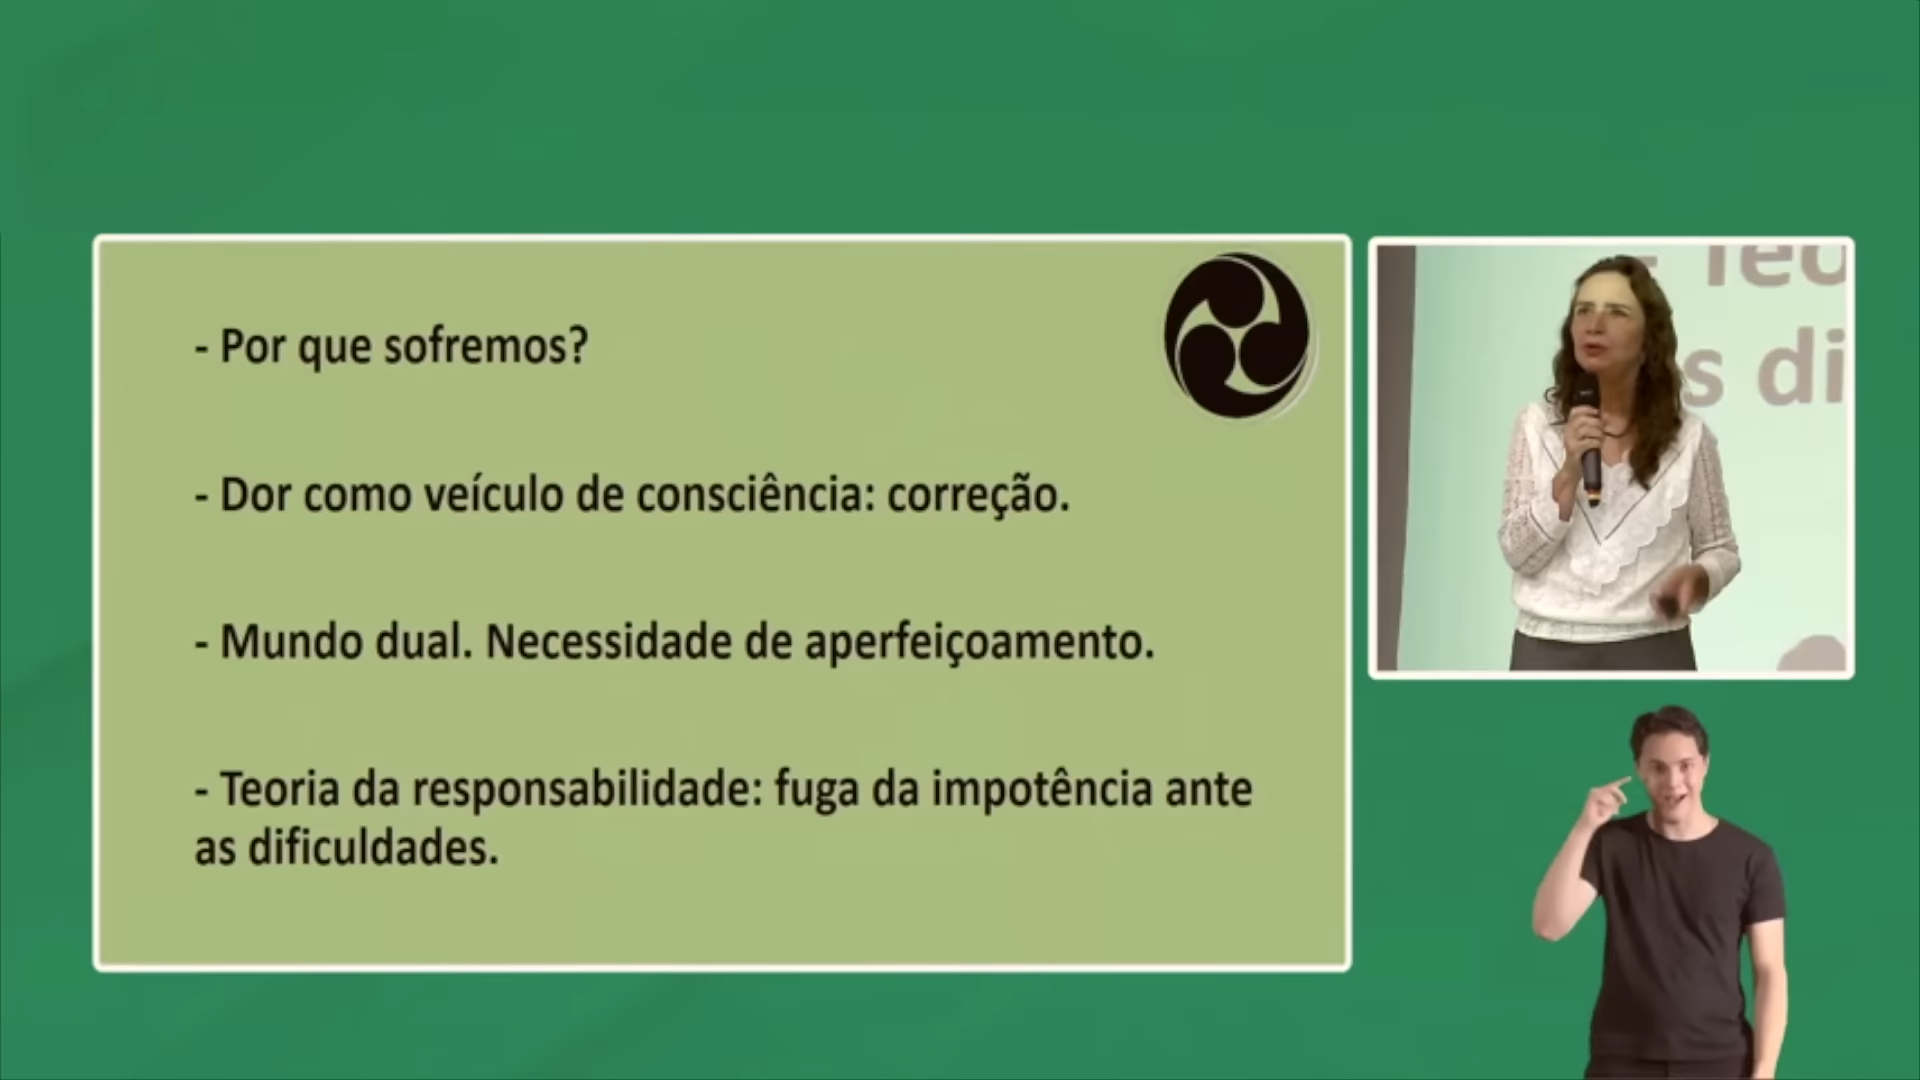 - Por que sofremos?
- Dor como veículo de consciência: correção.
- Mundo dual. Necessidade de aperfeiçoamento.
- Teoria da responsabilidade: fuga da impotência ante
as dificuldades.
s di